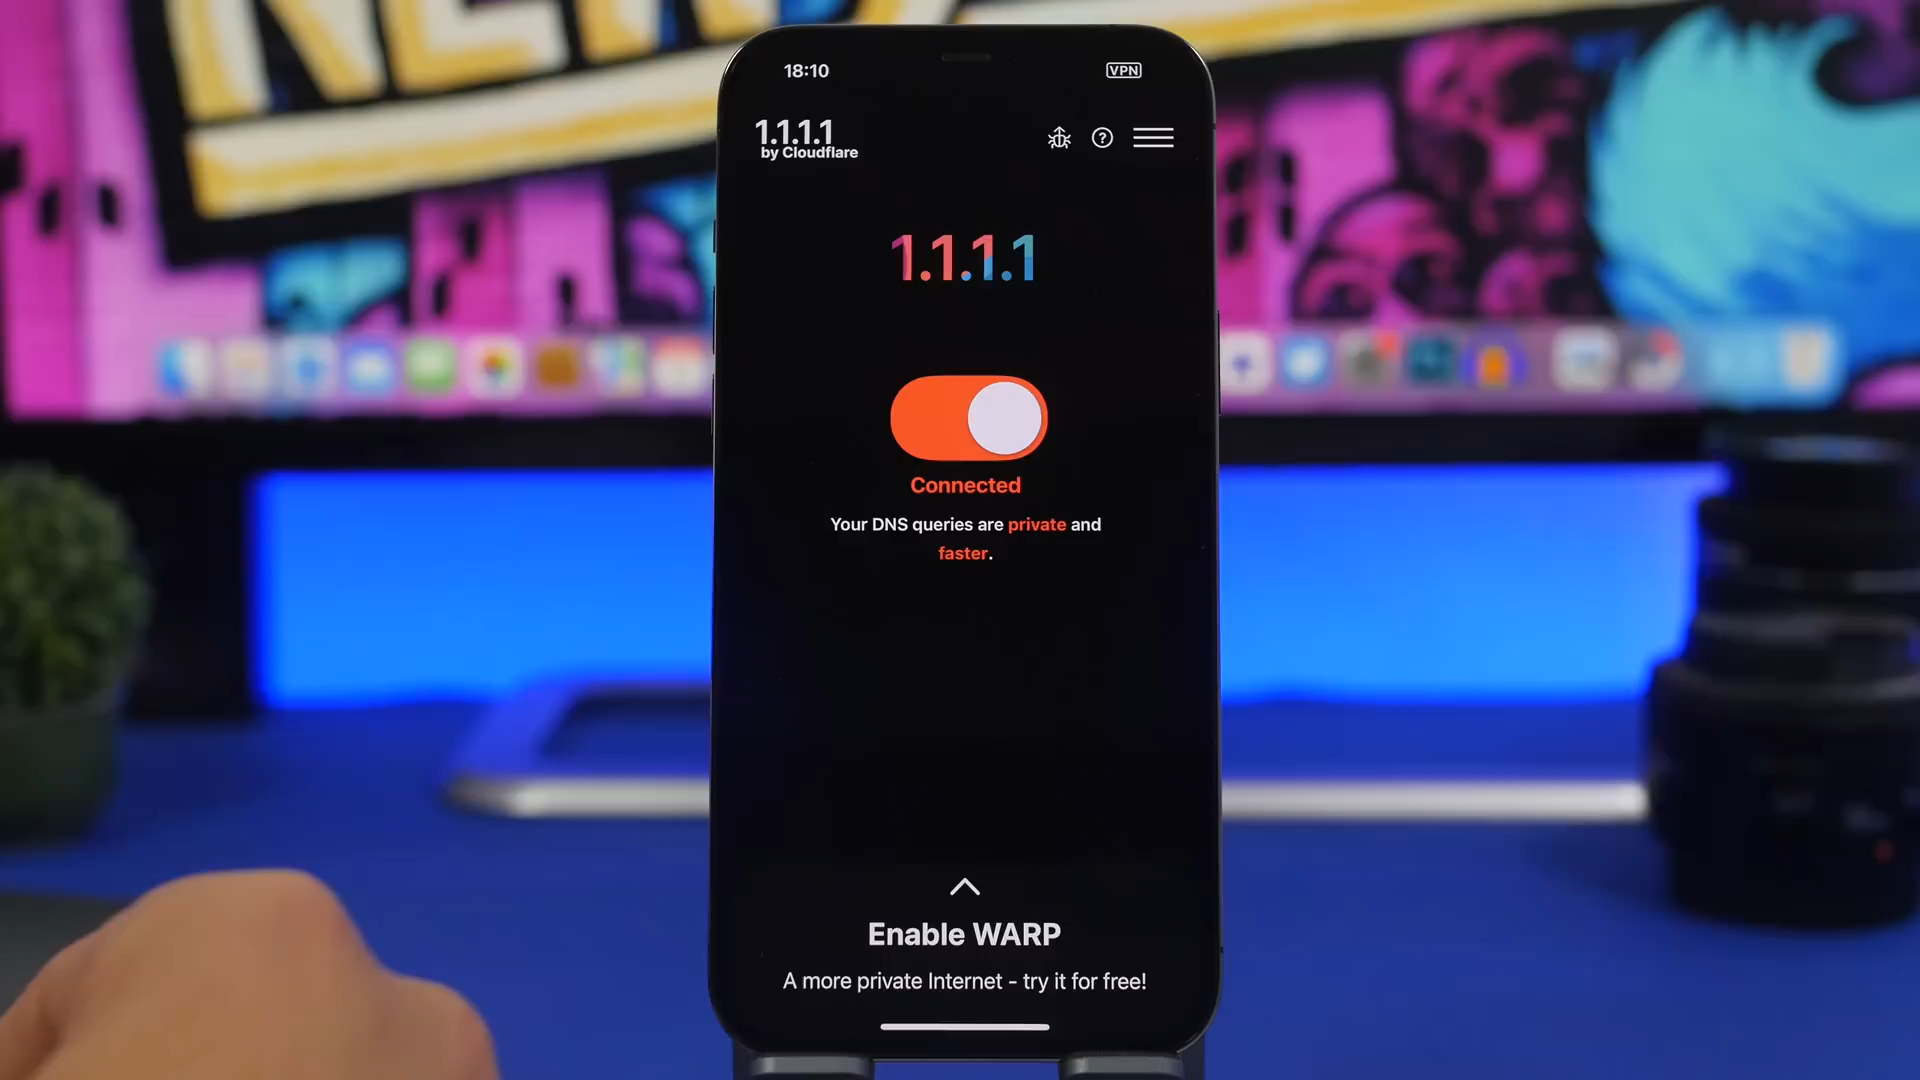 NEW
18:10
VPN
1.1.1.1
by Cloudflare
1.1.1.1
Connected
Your DNS queries are private and
faster.
Enable WARP
A more private Internet - try it for free!